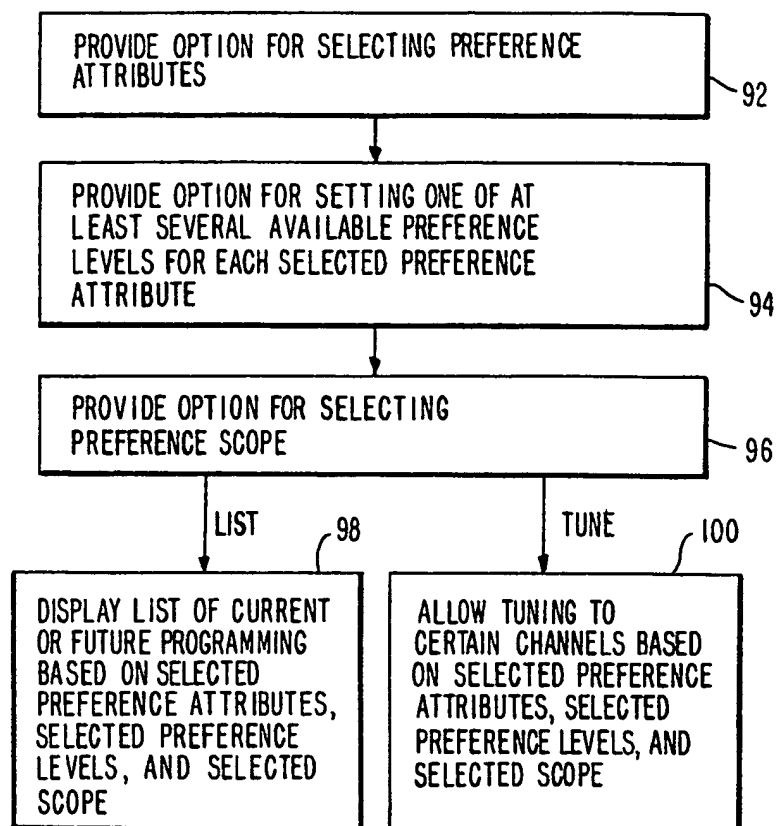 PROVIDE OPTION FOR SELECTING PREFERENCE
ATTRIBUTES
92
PROVIDE OPTION FOR SETTING ONE OF AT
LEAST SEVERAL AVAILABLE PREFERENCE
LEVELS FOR EACH SELECTED PREFERENCE
ATTRIBUTE
94
PROVIDE OPTION FOR SELECTING
PREFERENCE SCOPE
96
LIST
98
TUNE
100
DISPLAY LIST OF CURRENT
OR FUTURE PROGRAMMING
BASED ON SELECTED
PREFERENCE ATTRIBUTES,
SELECTED PREFERENCE
LEVELS, AND SELECTED
SCOPE
ALLOW TUNING TO
CERTAIN CHANNELS BASED
ON SELECTED PREFERENCE
ATTRIBUTES, SELECTED
PREFERENCE LEVELS, AND
SELECTED SCOPE